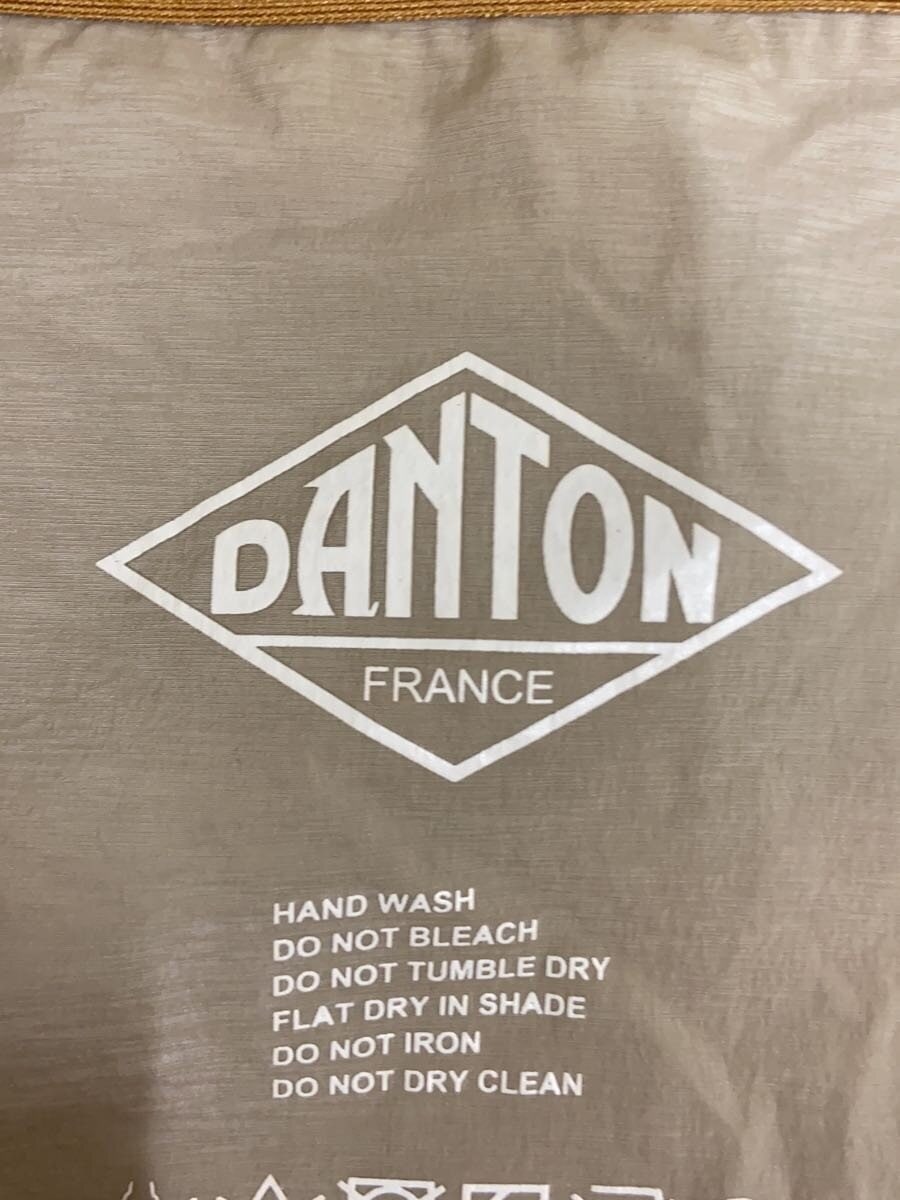 DANTON
FRANCE
HAND WASH
DO NOT BLEACH
DO NOT TUMBLE DRY
FLAT DRY IN SHADE
DO NOT IRON
DO NOT DRY CLEAN